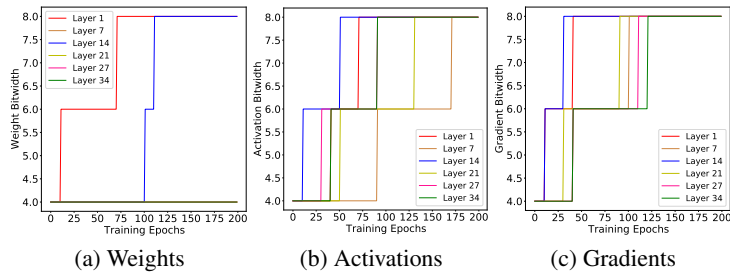 8.0
7.5
7.0
6.5
6.0
5.5
5.0
4.5
4.0
Weight Bitwidth
Layer 1
Layer 7
Layer 14
Layer 21
Layer 27
Layer 34
0 25 50 75 100 125 150 175 200
Training Epochs
(a) Weights
8.0
7.5
7.0
6.5
6.0
5.5
5.0
4.5
4.0
Activation Bitwidth
Layer 1
Layer 7
Layer 14
Layer 21
Layer 27
Layer 34
0 25 50 75 100 125 150 175 200
Training Epochs
(b) Activations
8.0
7.5
7.0
6.5
6.0
5.5
5.0
4.5
4.0
Gradient Bitwidth
Layer 1
Layer 7
Layer 14
Layer 21
Layer 27
Layer 34
0 25 50 75 100 125 150 175 200
Training Epochs
(c) Gradients